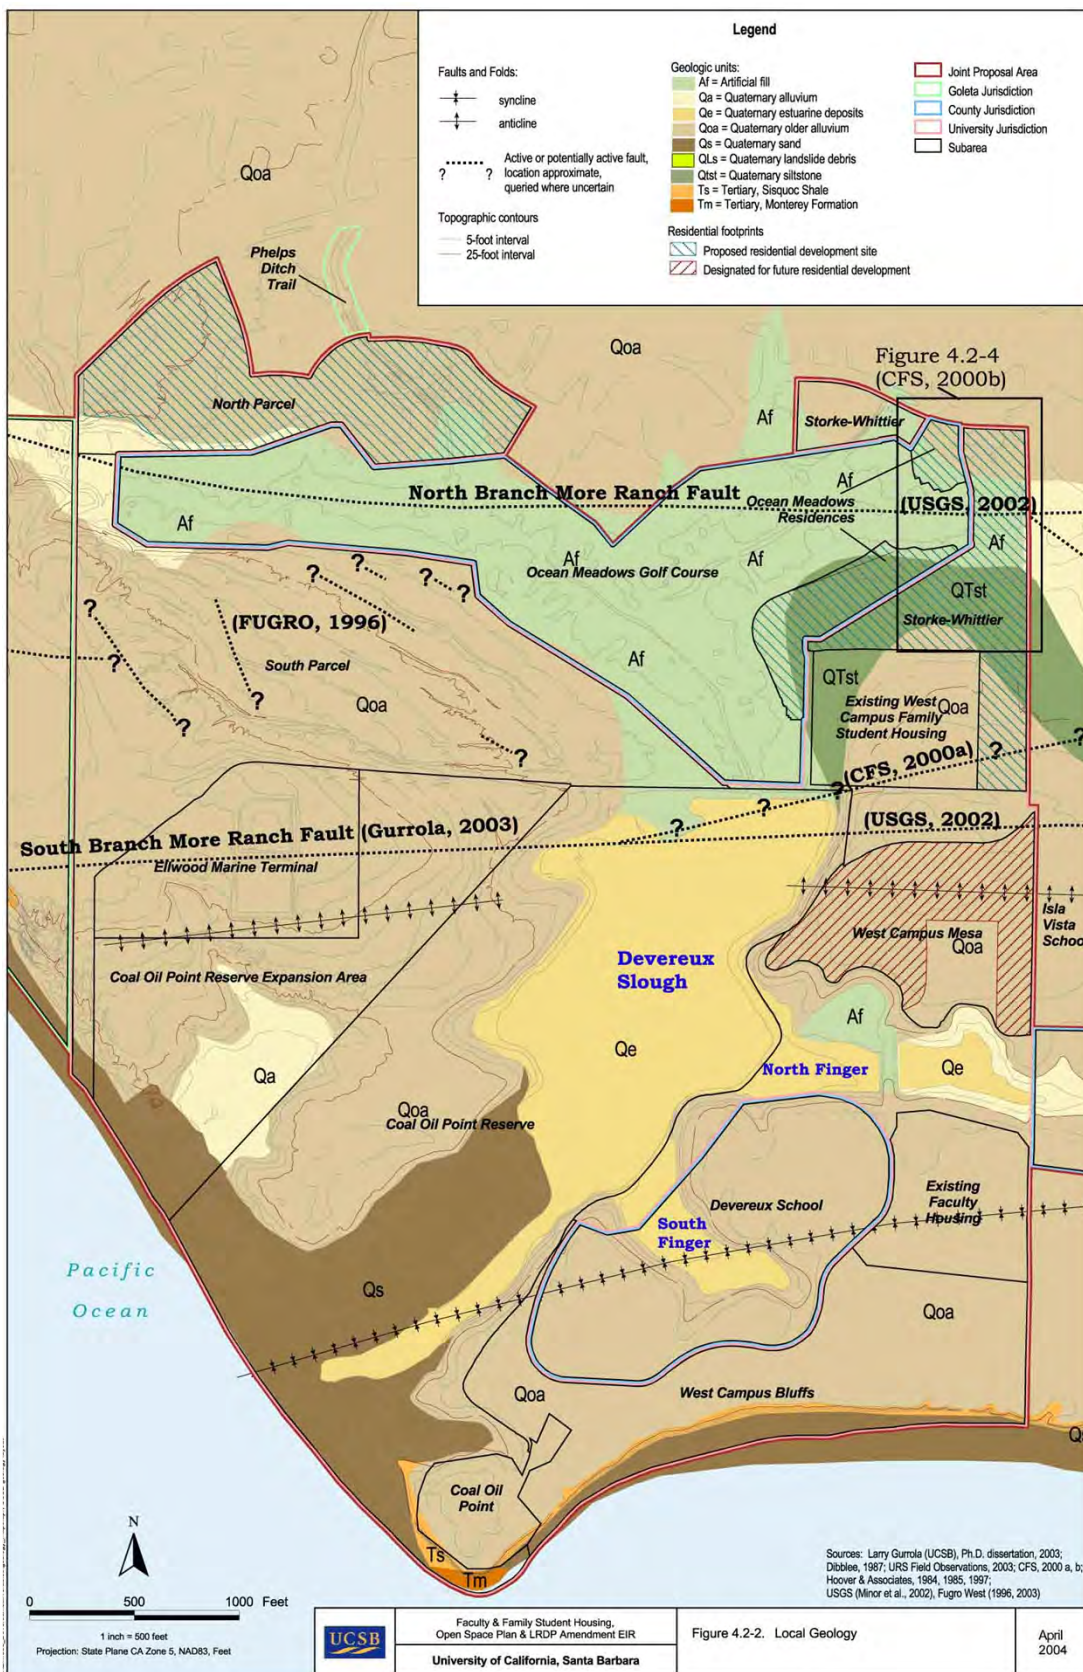 Legend
Faults and Folds:
syncline
anticline
Active or potentially active fault,
? ? location approximate,
queried where uncertain
Topographic contours
5-foot interval
25-foot interval
Geologic units:
Af = Artificial fill
Qa = Quaternary alluvium
Qe = Quaternary estuarine deposits
Qoa = Quaternary older alluvium
Qs = Quaternary sand
QLs = Quaternary landslide debris
Qtst = Quaternary siltstone
Ts = Tertiary, Sisquoc Shale
Tm = Tertiary, Monterey Formation
Residential footprints
Proposed residential development site
Designated for future residential development
Joint Proposal Area
Goleta Jurisdiction
County Jurisdiction
University Jurisdiction
Subarea
Qoa
Phelps
Ditch
Trail
Qoa
Figure 4.2-4
(CFS, 2000b)
North Parcel
Af
Storke-Whittier
Af
North Branch More Ranch Fault
Ocean Meadows
Residences
(USGS, 2002)
Af
Af
Af
Af
Ocean Meadows Golf Course
? ? ? ?
QTst
Storke-Whittier
?
(FUGRO, 1996)
Af
?
South Parcel
QTst
?
Qoa
?
Existing West
Campus Family
Student Housing
Qoa
?
?
?
(CFS, 2000a)
?
?
?
South Branch More Ranch Fault (Gurrola, 2003)
?
(USGS, 2002)
Ellwood Marine Terminal
Isla
Vista
School
West Campus Mesa
Qoa
Devereux
Slough
Coal Oil Point Reserve Expansion Area
Af
Qe
Qa
North Finger
Qe
Qoa
Coal Oil Point Reserve
Existing
Faculty
Housing
Devereux School
South
Finger
Pacific
Ocean
Qs
Qoa
Qoa
West Campus Bluffs
Qs
Coal Oil
Point
Ts
Tm
N
0 500 1000 Feet
1 inch = 500 feet
Projection: State Plane CA Zone 5, NAD83, Feet
Sources: Larry Gurrola (UCSB), Ph.D. dissertation, 2003;
Dibblee, 1987; URS Field Observations, 2003; CFS, 2000 a, b;
Hoover & Associates, 1984, 1985, 1997;
USGS (Minor et al., 2002), Fugro West (1996, 2003)
UCSB
Faculty & Family Student Housing,
Open Space Plan & LRDP Amendment EIR
University of California, Santa Barbara
Figure 4.2-2. Local Geology
April
2004